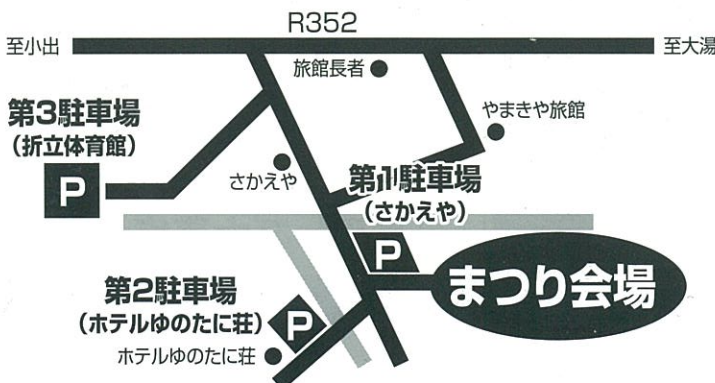 R352
至小出
至大湯
旅館長者
やまきや旅館
第3駐車場
(折立体育館)
P
さかえや
第1駐車場
(さかえや)
P
まつり会場
第2駐車場
(ホテルゆのたに荘)
P
ホテルゆのたに荘